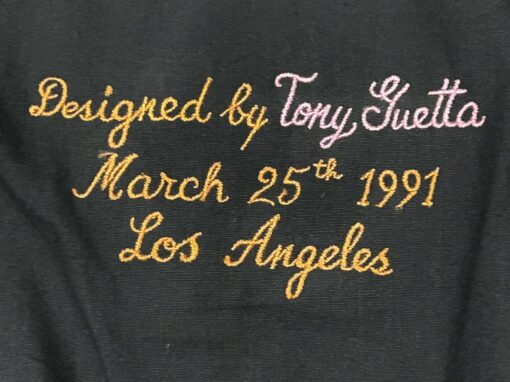 Designed by Tony Guetta
March 25th 1991
Los Angeles